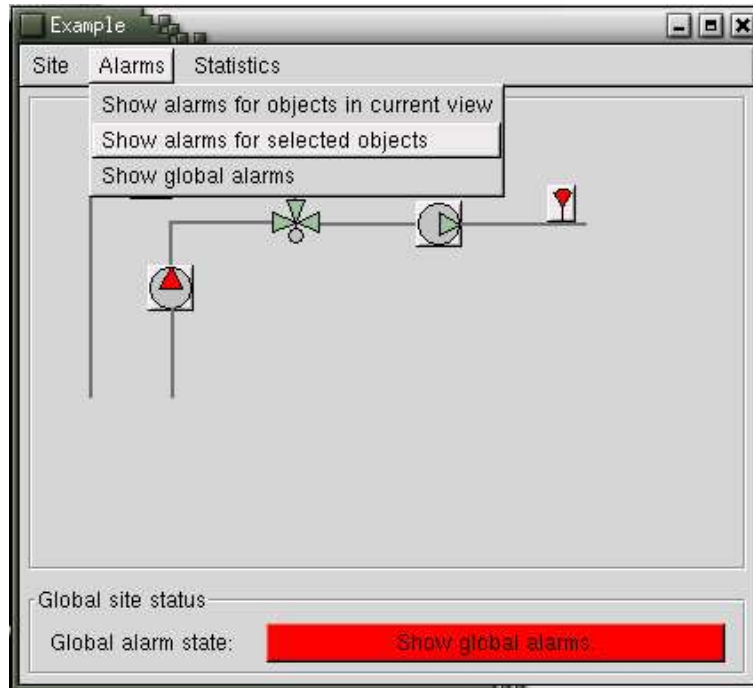 Example
Site Alarms Statistics
Show alarms for objects in current view
Show alarms for selected objects
Show global alarms
Global site status
Global alarm state: Show global alarms.